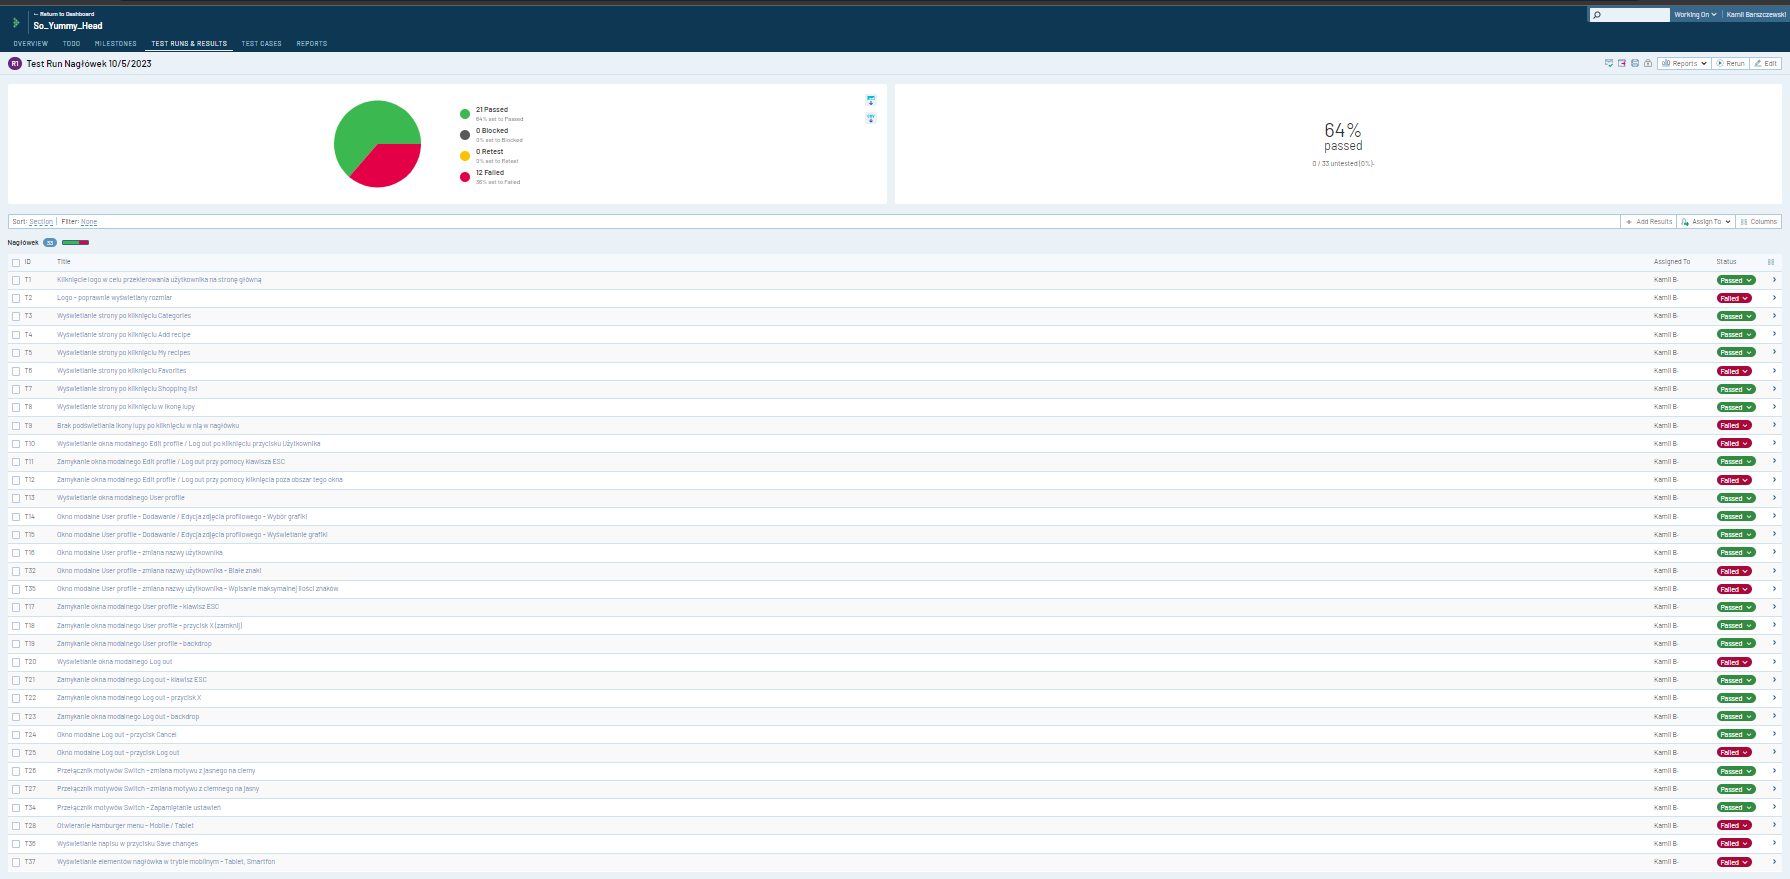 ← Return to Dashboard
So_Yummy_Head
Working On
Kamil Barszczewski
OVERVIEW TODO MILESTONES TEST RUNS & RESULTS TEST CASES REPORTS
R1 Test Run Nagłówek 10/5/2023
Reports Rerun Edit
21 Passed
64% set to Passed
0 Blocked
0% set to Blocked
0 Retest
0% set to Retest
12 Failed
36% set to Failed
64%
passed
0 / 33 untested (0%).
Sort: Section | Filter: None
Add Results Assign To Columns
Nagłówek 33
ID Title Assigned To Status
T1 Kliknięcie logo w celu przekierowania użytkownika na stronę główną Kamil B. Passed
T2 Logo - poprawnie wyświetlany rozmiar Kamil B. Failed
T3 Wyświetlanie strony po kliknięciu Categories Kamil B. Passed
T4 Wyświetlanie strony po kliknięciu Add recipe Kamil B. Passed
T5 Wyświetlanie strony po kliknięciu My recipes Kamil B. Passed
T6 Wyświetlanie strony po kliknięciu Favorites Kamil B. Failed
T7 Wyświetlanie strony po kliknięciu Shopping list Kamil B. Passed
T8 Wyświetlanie strony po kliknięciu w ikonę lupy Kamil B. Passed
T9 Brak podświetlania ikony lupy po kliknięciu w nią w nagłówku Kamil B. Failed
T10 Wyświetlanie okna modalnego Edit profile / Log out po kliknięciu przycisku Użytkownika Kamil B. Failed
T11 Zamykanie okna modalnego Edit profile / Log out przy pomocy klawisza ESC Kamil B. Passed
T12 Zamykanie okna modalnego Edit profile / Log out przy pomocy kliknięcia poza obszar tego okna Kamil B. Failed
T13 Wyświetlanie okna modalnego User profile Kamil B. Passed
T14 Okno modalne User profile - Dodawanie / Edycja zdjęcia profilowego - Wybór grafiki Kamil B. Passed
T15 Okno modalne User profile - Dodawanie / Edycja zdjęcia profilowego - Wyświetlanie grafiki Kamil B. Passed
T16 Okno modalne User profile - zmiana nazwy użytkownika Kamil B. Passed
T32 Okno modalne User profile - zmiana nazwy użytkownika - Białe znaki Kamil B. Failed
T35 Okno modalne User profile - zmiana nazwy użytkownika - Wpisanie maksymalnej ilości znaków Kamil B. Failed
T17 Zamykanie okna modalnego User profile - klawisz ESC Kamil B. Passed
T18 Zamykanie okna modalnego User profile - przycisk X (zamknij) Kamil B. Passed
T19 Zamykanie okna modalnego User profile - backdrop Kamil B. Passed
T20 Wyświetlanie okna modalnego Log out Kamil B. Failed
T21 Zamykanie okna modalnego Log out - klawisz ESC Kamil B. Passed
T22 Zamykanie okna modalnego Log out - przycisk X Kamil B. Passed
T23 Zamykanie okna modalnego Log out - backdrop Kamil B. Passed
T24 Okno modalne Log out - przycisk Cancel Kamil B. Passed
T25 Okno modalne Log out - przycisk Log out Kamil B. Failed
T26 Przełącznik motywów Switch - zmiana motywu z jasnego na ciemy Kamil B. Passed
T27 Przełącznik motywów Switch - zmiana motywu z ciemnego na jasny Kamil B. Passed
T34 Przełącznik motywów Switch - Zapamiętanie ustawień Kamil B. Passed
T28 Otwieranie Hamburger menu - Mobile / Tablet Kamil B. Failed
T36 Wyświetlanie napisu w przycisku Save changes Kamil B. Failed
T37 Wyświetlanie elementów nagłówka w trybie mobilnym - Tablet, Smartfon Kamil B. Failed